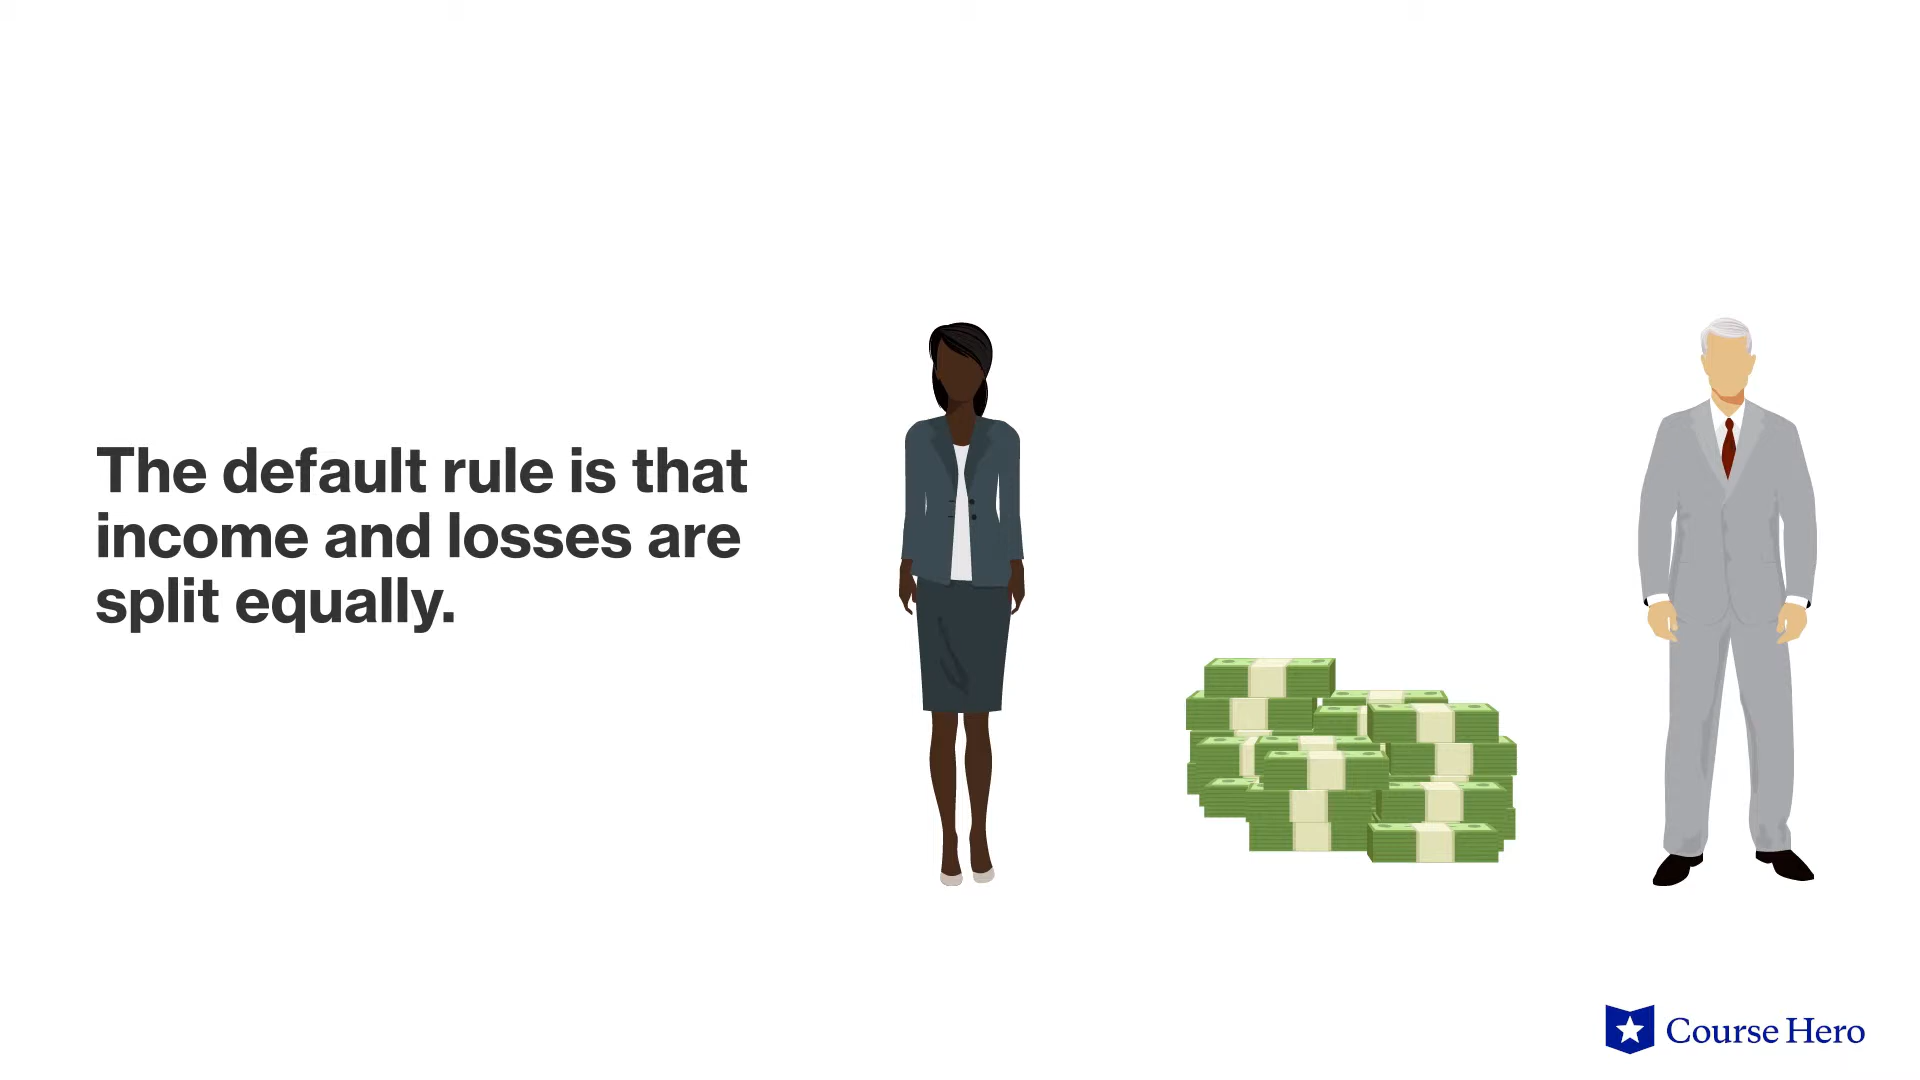 The default rule is that
income and losses are
split equally.
Course Hero